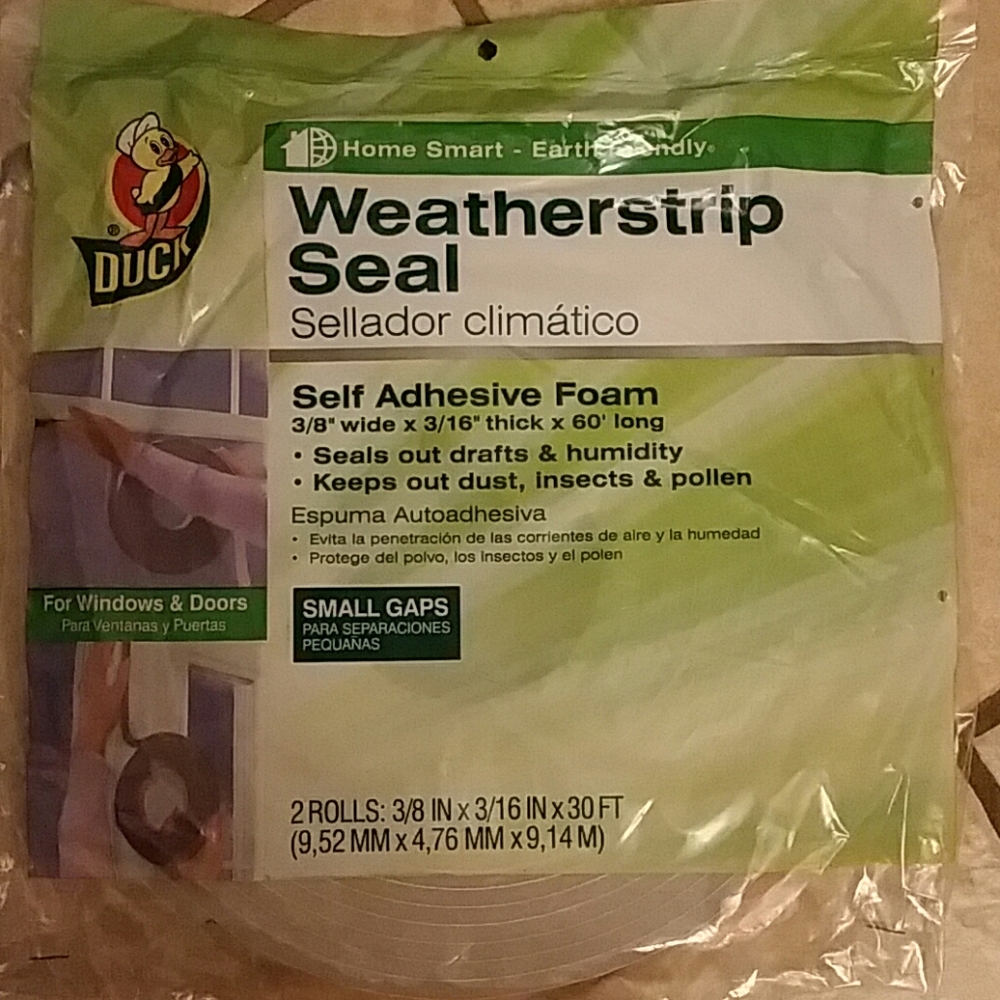 Home Smart - Earth Friendly®
DUCK®
Weatherstrip
Seal
Sellador climático
Self Adhesive Foam
3/8" wide x 3/16" thick x 60' long
• Seals out drafts & humidity
• Keeps out dust, insects & pollen
Espuma Autoadhesiva
• Evita la penetración de las corrientes de aire y la humedad
• Protege del polvo, los insectos y el polen
For Windows & Doors
Para Ventanas y Puertas
SMALL GAPS
PARA SEPARACIONES
PEQUAÑAS
2 ROLLS: 3/8 IN x 3/16 IN x 30 FT
(9,52 MM x 4,76 MM x 9,14 M)